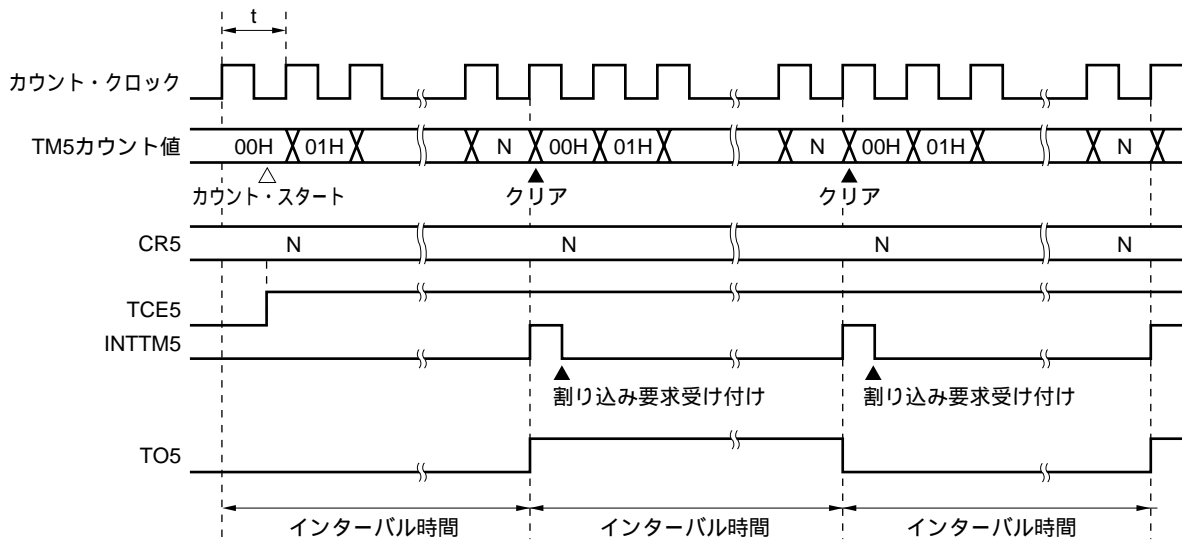 t
カウント・クロック
TM5カウント値 00H 01H N 00H 01H N 00H 01H N
カウント・スタート クリア クリア
CR5 N N N N
TCE5
INTTM5
割り込み要求受け付け 割り込み要求受け付け
TO5
インターバル時間 インターバル時間 インターバル時間